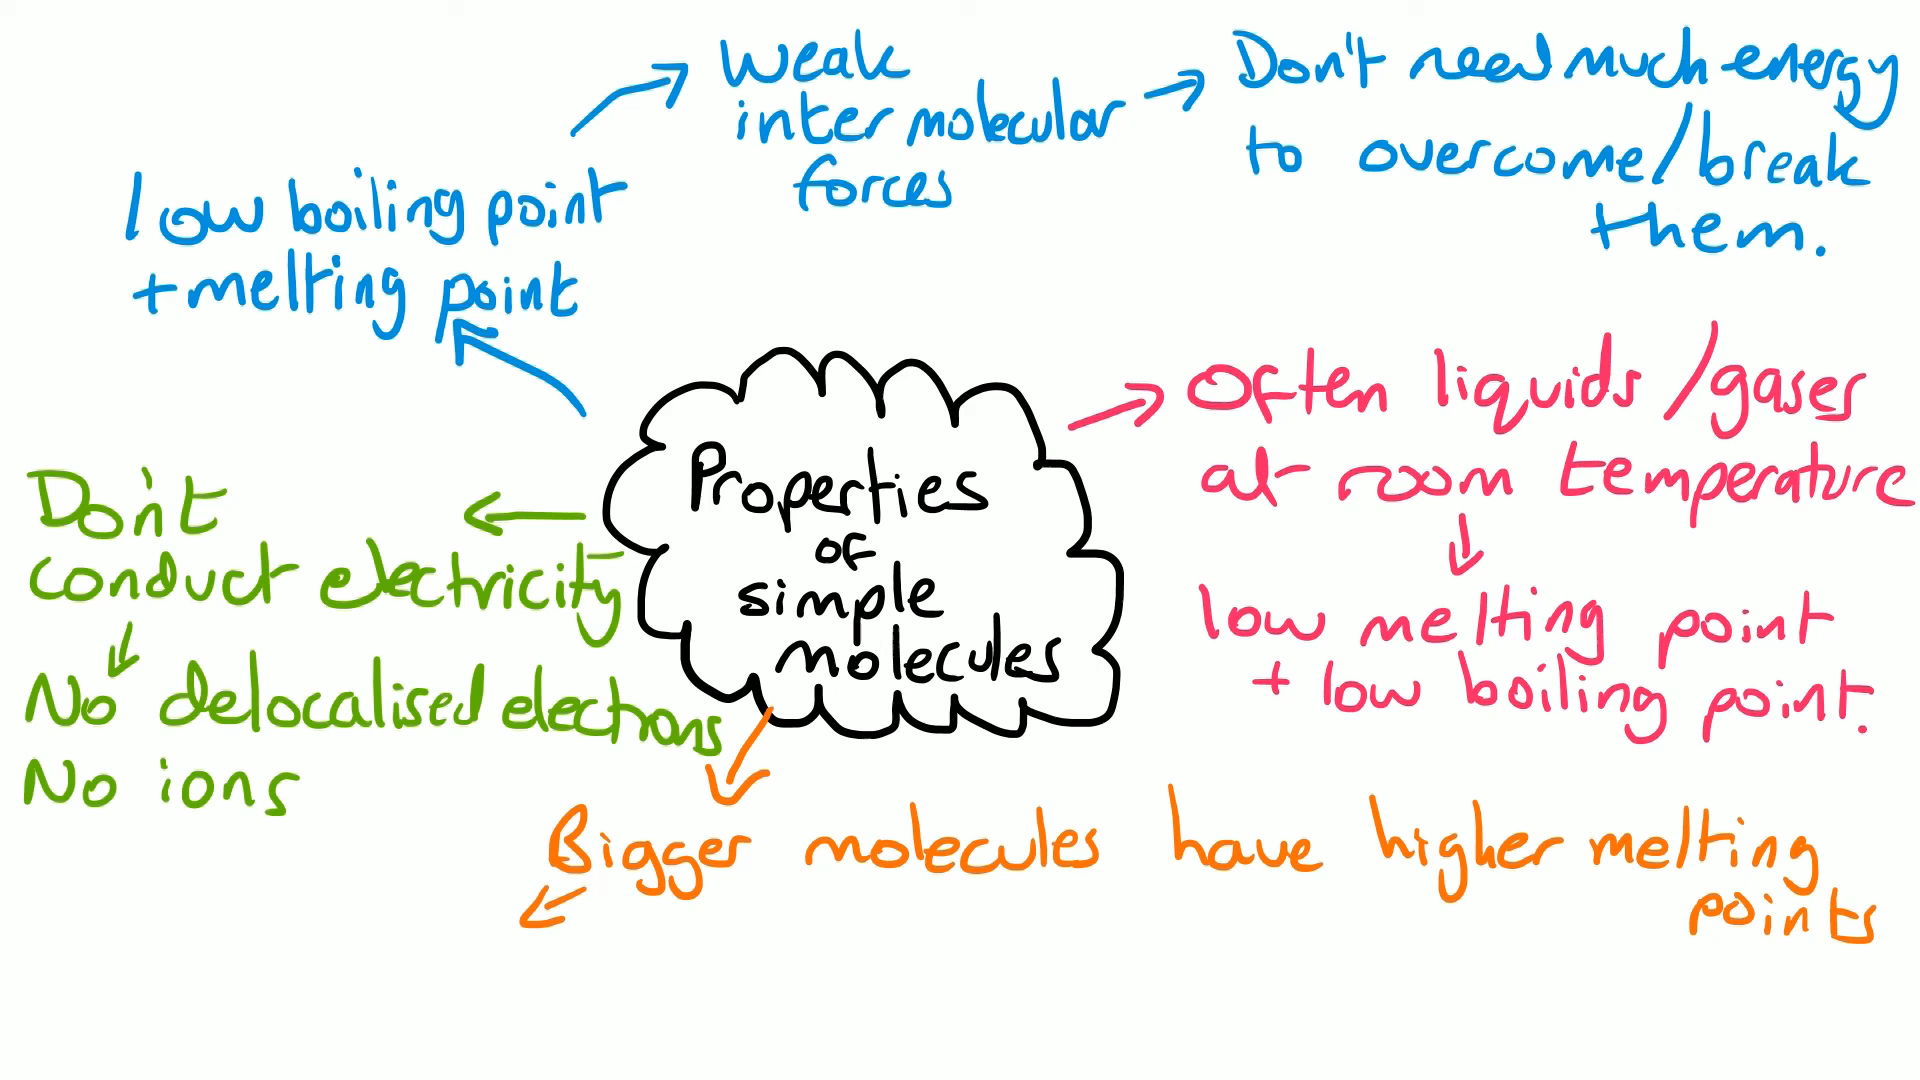 Properties
of
simple
molecules
low boiling point
+ melting point
Weak
intermolecular
forces
Don't need much energy
to overcome/break
them.
Often liquids/gases
at room temperature
low melting point
+ low boiling point.
Don't
conduct electricity
No delocalised electrons
No ions
Bigger molecules have higher melting
points